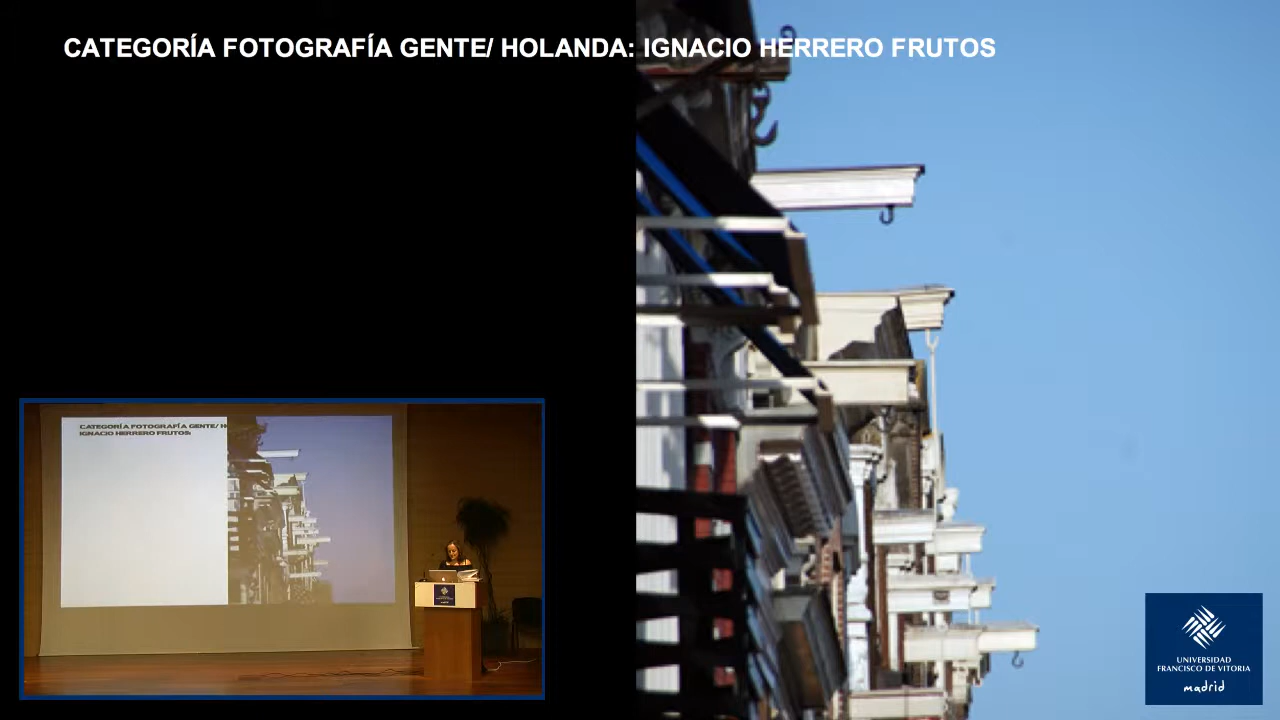 CATEGORÍA FOTOGRAFÍA GENTE/ HOLANDA: IGNACIO HERRERO FRUTOS
CATEGORÍA FOTOGRAFÍA GENTE/ H
IGNACIO HERRERO FRUTOS:
UNIVERSIDAD
FRANCISCO DE VITORIA
madrid